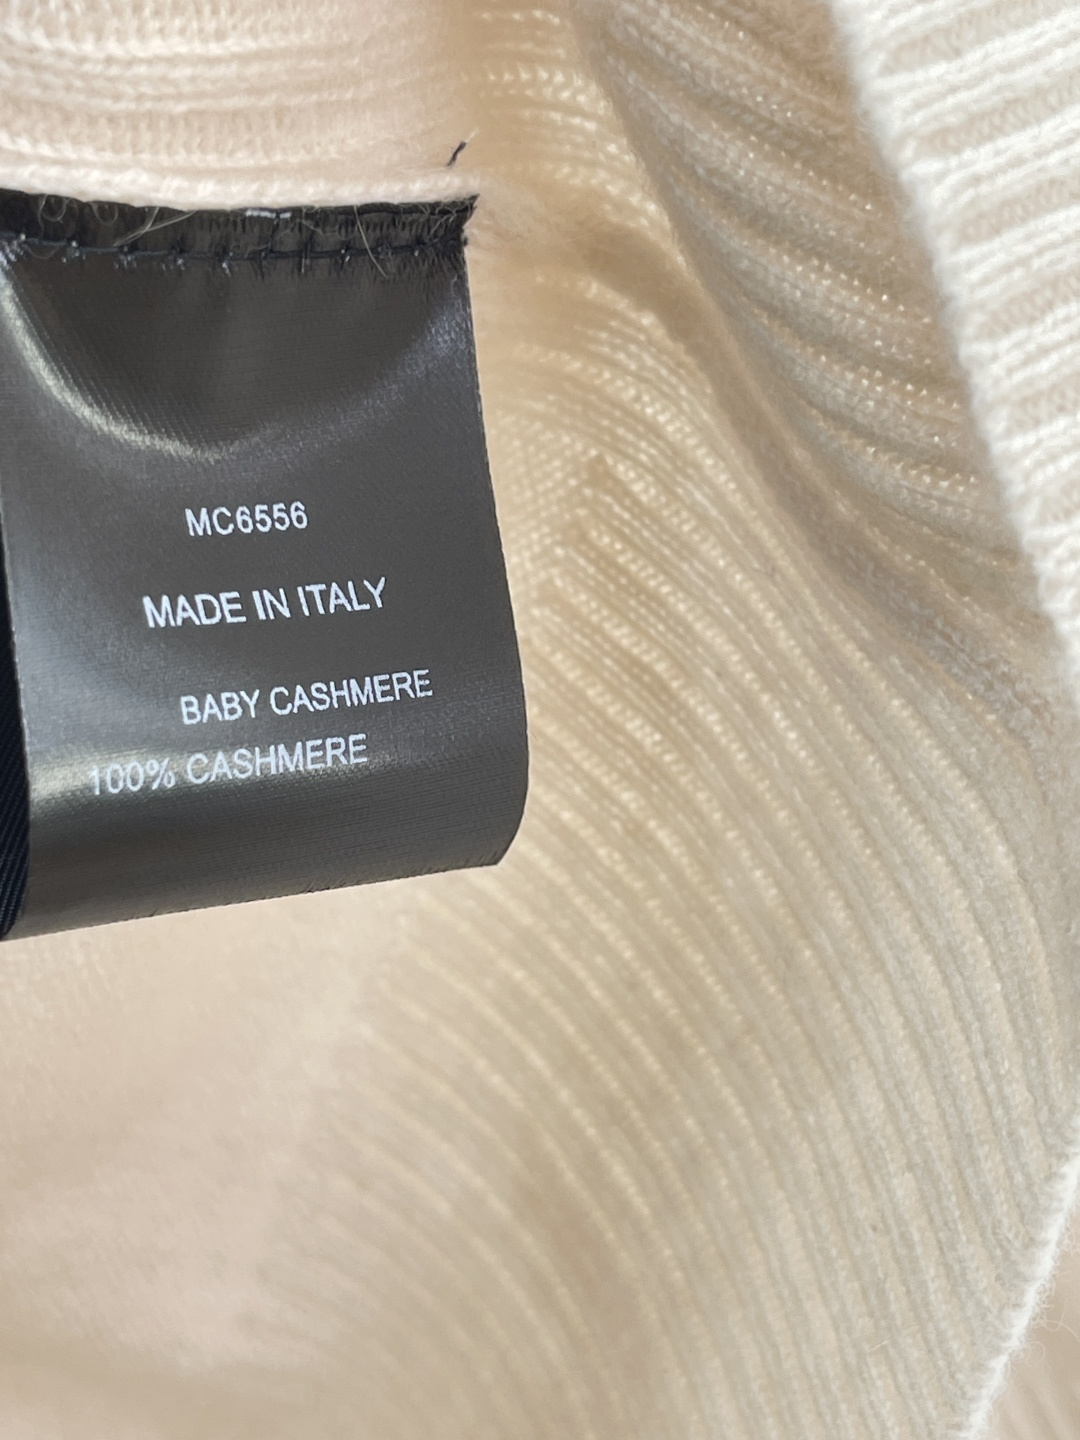 MC6556
MADE IN ITALY
BABY CASHMERE
100% CASHMERE